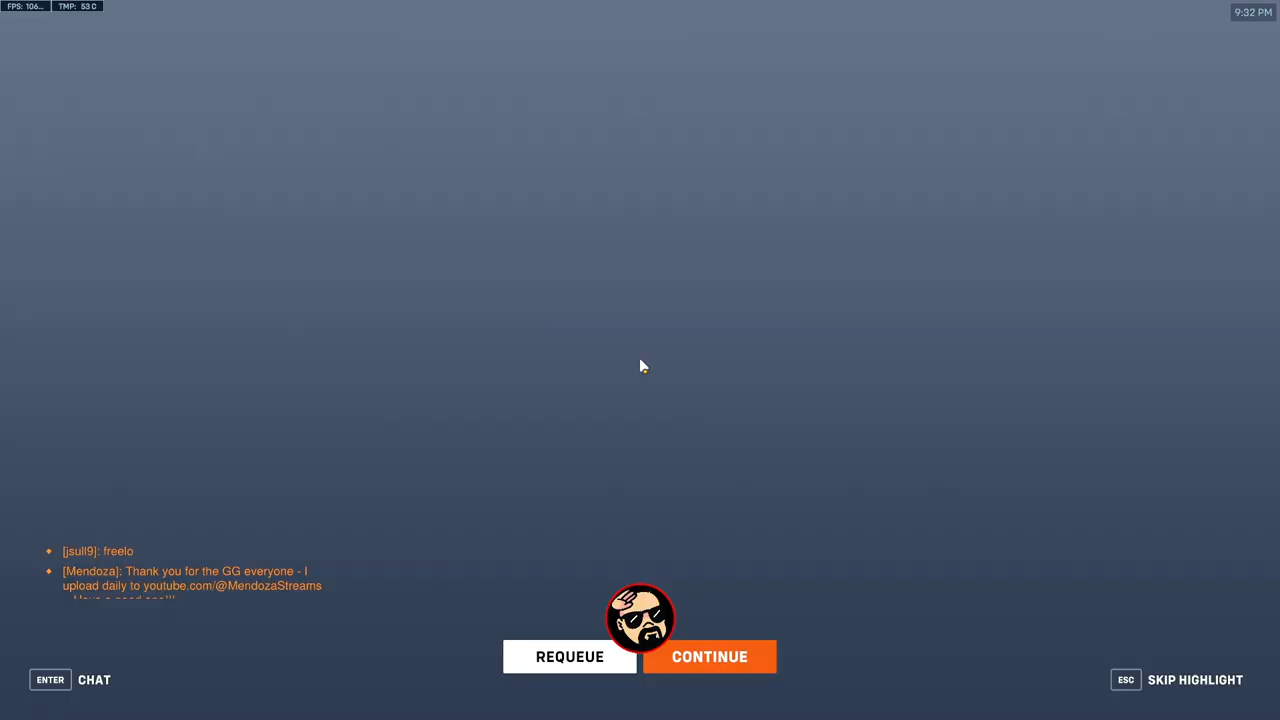 FPS: 106... TMP: 53 C
9:32 PM
[jsull9]: freelo
[Mendoza]: Thank you for the GG everyone - I
upload daily to youtube.com/@MendozaStreams
REQUEUE CONTINUE
ENTER CHAT
ESC SKIP HIGHLIGHT